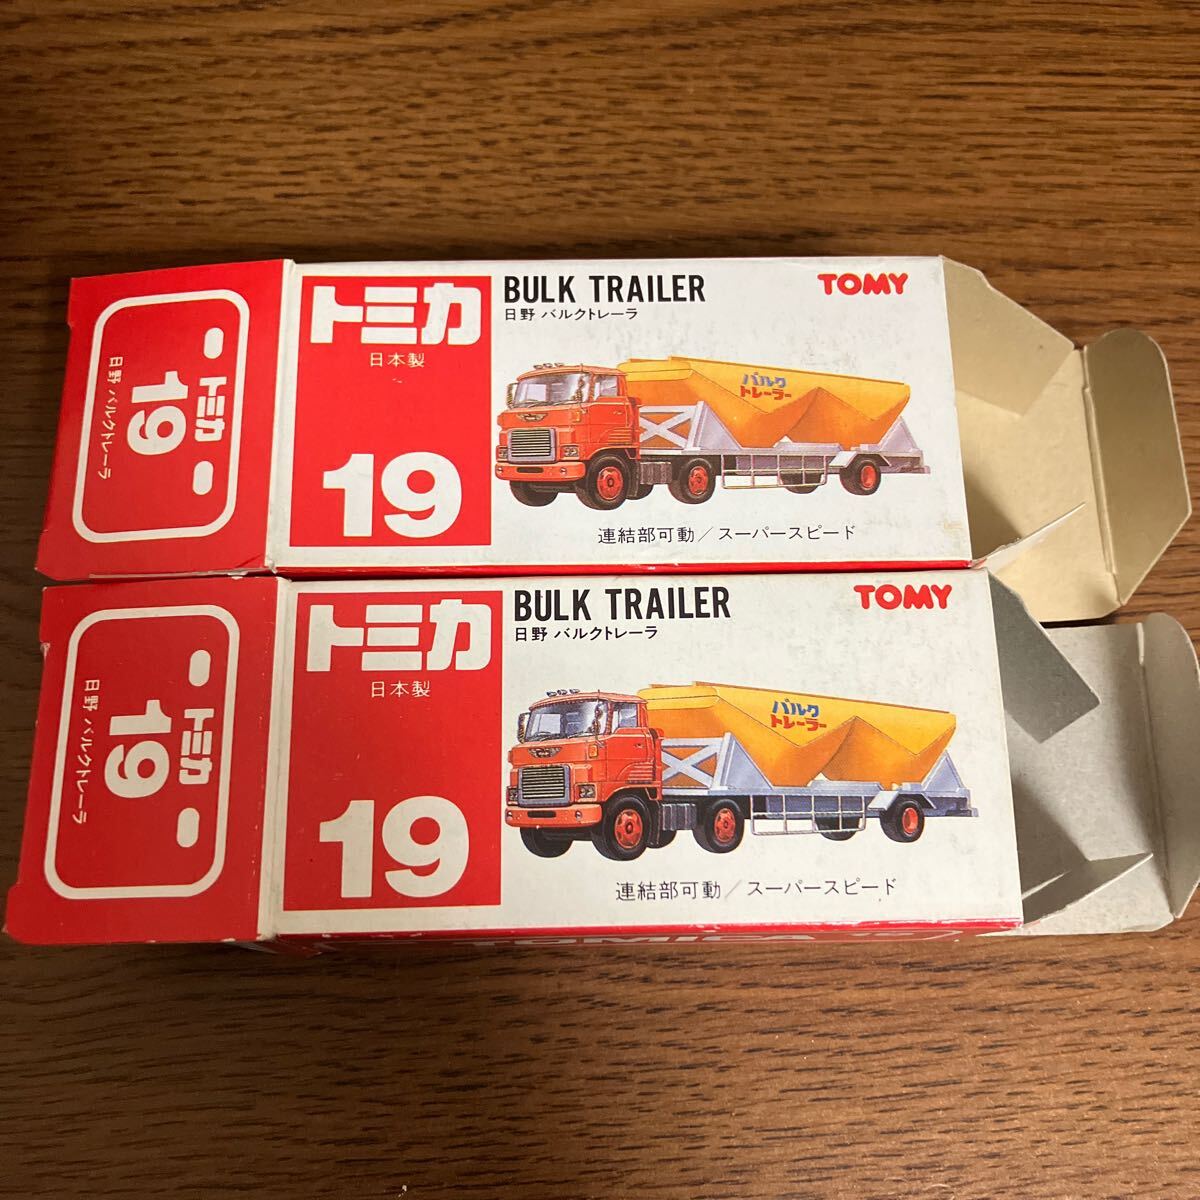 トミカ
19
日野 バルクトレーラ
トミカ
日本製
19
BULK TRAILER
日野 バルクトレーラ
TOMY
バルク
トレーラー
連結部可動/スーパースピード
トミカ
19
日野 バルクトレーラ
トミカ
日本製
19
BULK TRAILER
日野 バルクトレーラ
TOMY
バルク
トレーラー
連結部可動/スーパースピード
TOMICA